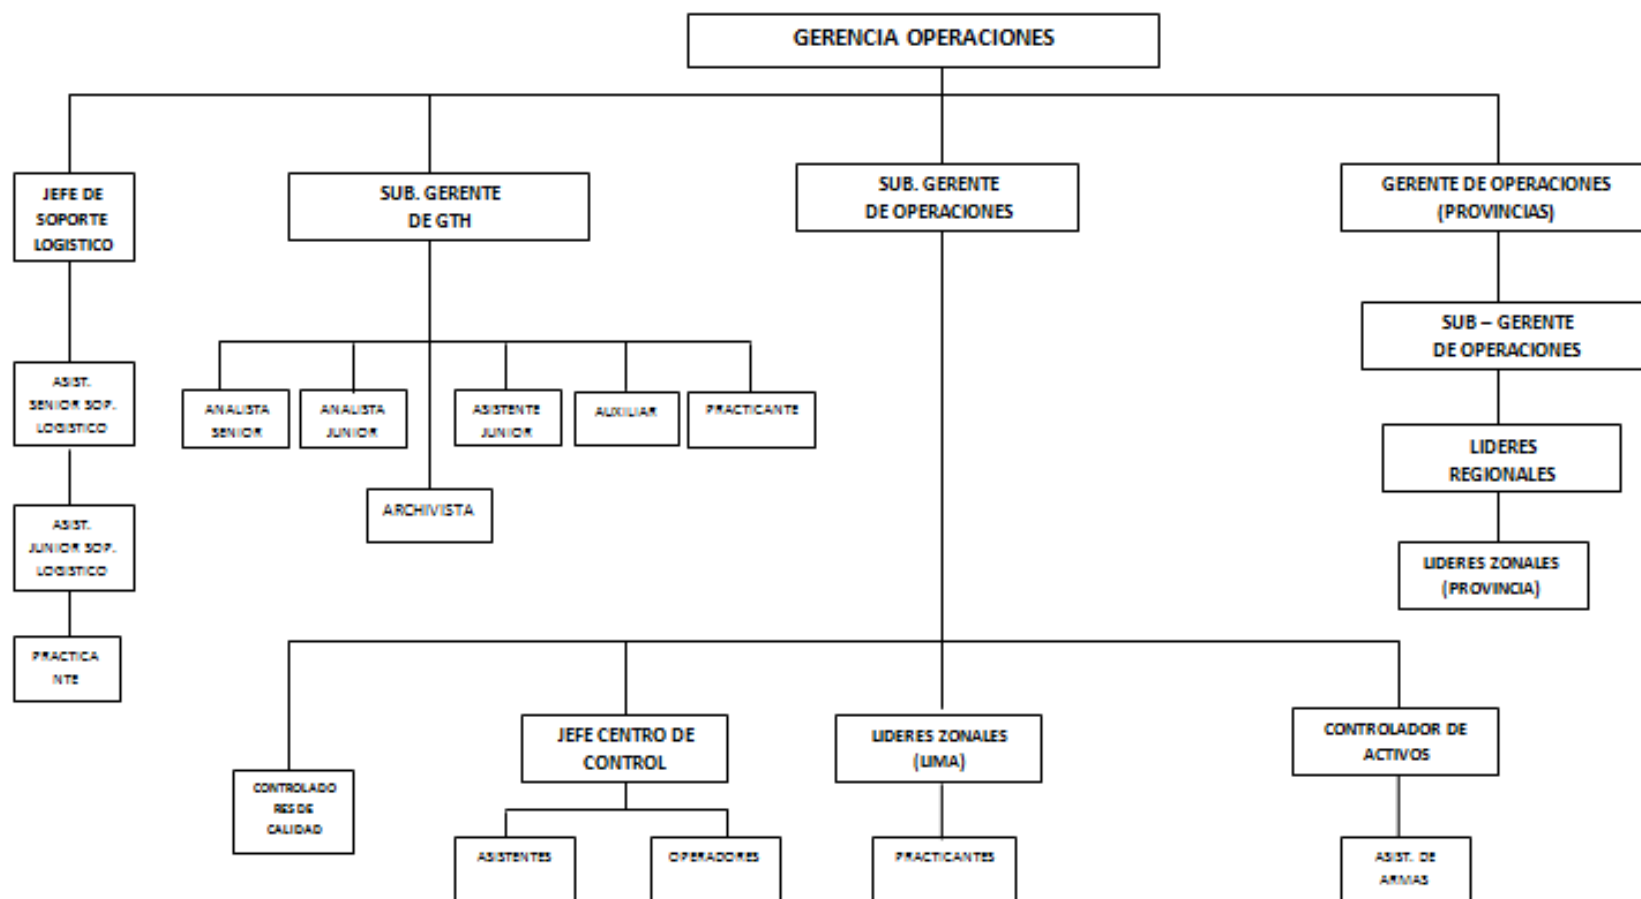 GERENCIA OPERACIONES
JEFE DE
SOPORTE
LOGISTICO
SUB. GERENTE
DE GTH
SUB. GERENTE
DE OPERACIONES
GERENTE DE OPERACIONES
(PROVINCIAS)
SUB – GERENTE
DE OPERACIONES
ASIST.
SENIOR SOP.
LOGISTICO
ANALISTA
SENIOR
ANALISTA
JUNIOR
ASISTENTE
JUNIOR
AUXILIAR
PRACTICANTE
LIDERES
REGIONALES
ARCHIVISTA
ASIST.
JUNIOR SOP.
LOGISTICO
LIDERES ZONALES
(PROVINCIA)
PRACTICA
NTE
JEFE CENTRO DE
CONTROL
LIDERES ZONALES
(LIMA)
CONTROLADOR DE
ACTIVOS
CONTROLADO
RES DE
CALIDAD
ASISTENTES
OPERADORES
PRACTICANTES
ASIST. DE
ARMAS